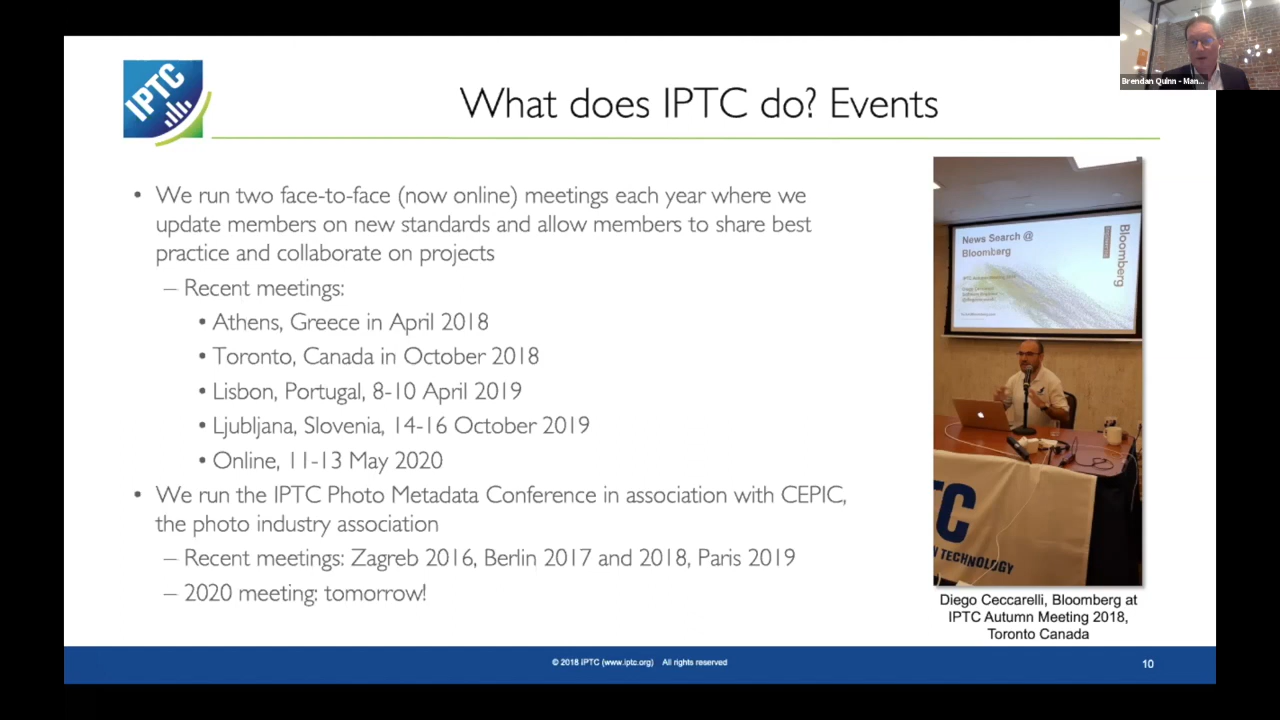 Brendan Quinn - Man...
IPTC
What does IPTC do? Events
• We run two face-to-face (now online) meetings each year where we
update members on new standards and allow members to share best
practice and collaborate on projects
– Recent meetings:
• Athens, Greece in April 2018
• Toronto, Canada in October 2018
• Lisbon, Portugal, 8-10 April 2019
• Ljubljana, Slovenia, 14-16 October 2019
• Online, 11-13 May 2020
• We run the IPTC Photo Metadata Conference in association with CEPIC,
the photo industry association
– Recent meetings: Zagreb 2016, Berlin 2017 and 2018, Paris 2019
– 2020 meeting: tomorrow!
News Search @
Bloomberg
Bloomberg
TC
TECHNOLOGY
Diego Ceccarelli, Bloomberg at
IPTC Autumn Meeting 2018,
Toronto Canada
© 2018 IPTC (www.iptc.org) All rights reserved
10